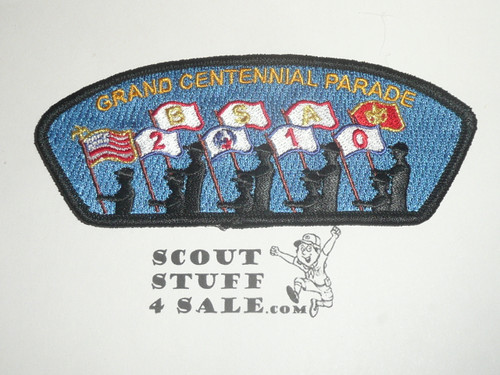 GRAND CENTENNIAL PARADE
B S A
2 0 1 0
SCOUT
STUFF
4 SALE.COM